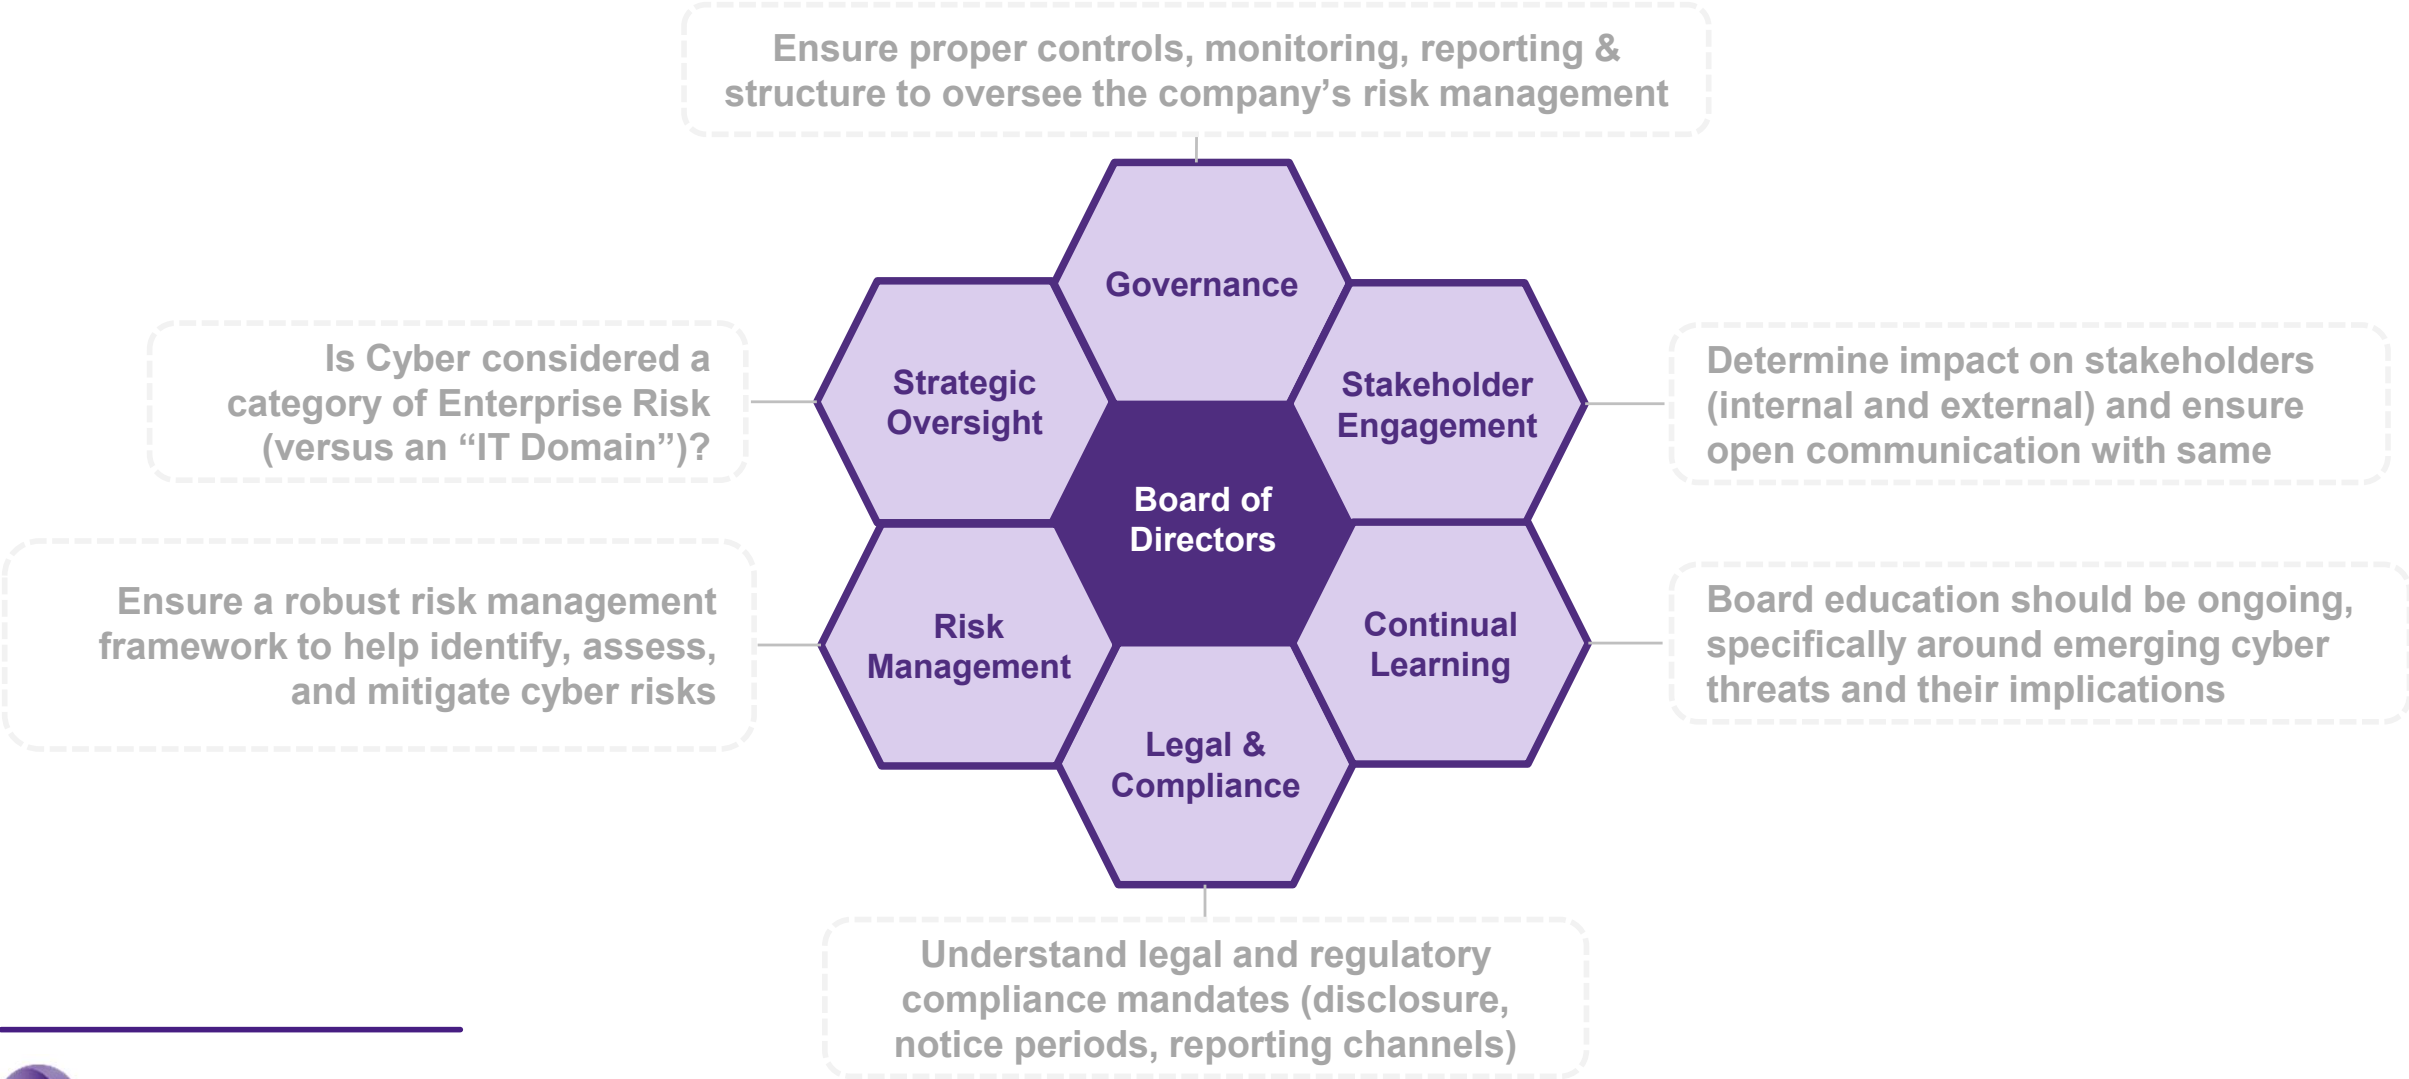 Ensure proper controls, monitoring, reporting &
structure to oversee the company’s risk management
Governance
Strategic
Oversight
Is Cyber considered a
category of Enterprise Risk
(versus an “IT Domain”)?
Stakeholder
Engagement
Determine impact on stakeholders
(internal and external) and ensure
open communication with same
Board of
Directors
Risk
Management
Ensure a robust risk management
framework to help identify, assess,
and mitigate cyber risks
Continual
Learning
Board education should be ongoing,
specifically around emerging cyber
threats and their implications
Legal &
Compliance
Understand legal and regulatory
compliance mandates (disclosure,
notice periods, reporting channels)